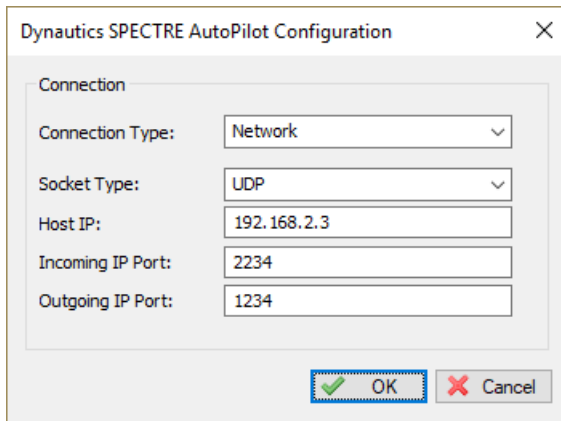 Dynautics SPECTRE AutoPilot Configuration
Connection
Connection Type: Network
Socket Type: UDP
Host IP: 192.168.2.3
Incoming IP Port: 2234
Outgoing IP Port: 1234
OK Cancel